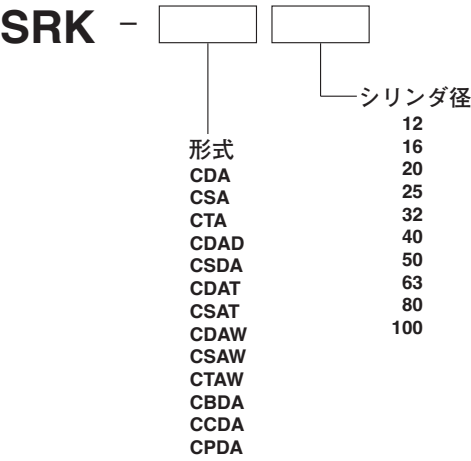 SRK －
シリンダ径
12
16
20
25
32
40
50
63
80
100
形式
CDA
CSA
CTA
CDAD
CSDA
CDAT
CSAT
CDAW
CSAW
CTAW
CBDA
CCDA
CPDA